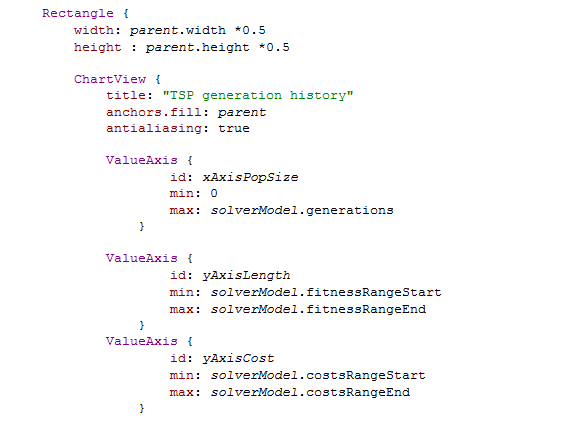 Rectangle {
width: parent.width *0.5
height : parent.height *0.5
ChartView {
title: "TSP generation history"
anchors.fill: parent
antialiasing: true
ValueAxis {
id: xAxisPopSize
min: 0
max: solverModel.generations
}
ValueAxis {
id: yAxisLength
min: solverModel.fitnessRangeStart
max: solverModel.fitnessRangeEnd
}
ValueAxis {
id: yAxisCost
min: solverModel.costsRangeStart
max: solverModel.costsRangeEnd
}